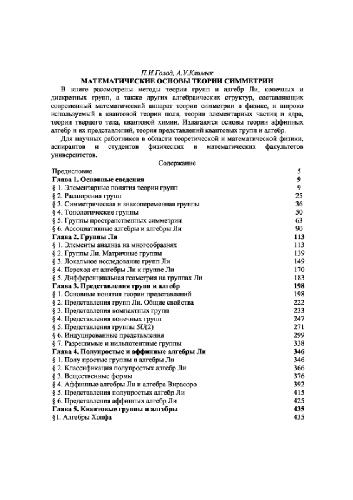 П.И.Голод, А.У.Климык
МАТЕМАТИЧЕСКИЕ ОСНОВЫ ТЕОРИИ СИММЕТРИИ
В книге рассмотрены методы теории групп и алгебр Ли, конечных и
дискретных групп, а также других алгебраических структур, составляющих
современный математический аппарат теории симметрии в физике, и широко
используемый в квантовой теории поля, теории элементарных частиц и ядра,
теории твердого тела, квантовой химии. Излагаются основы теории аффинных
алгебр и их представлений, теории представлений квантовых групп и алгебр.
Для научных работников в области теоретической и математической физики,
аспирантов и студентов физических и математических факультетов
университетов.
Содержание
Предисловие 5
Глава 1. Основные сведения 9
§ 1. Элементарные понятия теории групп 9
§ 2. Расширения групп 25
§ 3. Симметрическая и знакопеременная группы 36
§ 4. Топологические группы 50
§ 5. Группы пространственных симметрий 63
§ 6. Ассоциативные алгебры и алгебры Ли 90
Глава 2. Группы Ли 113
§ 1. Элементы анализа на многообразиях 113
§ 2. Группы Ли. Матричные группы 139
§ 3. Локальное исследование групп Ли 149
§ 4. Переход от алгебры Ли к группе Ли 170
§ 5. Дифференциальная геометрия на группах Ли 183
Глава 3. Представления групп и алгебр 198
§ 1. Основные понятия теории представлений 198
§ 2. Представления групп Ли. Общие свойства 222
§ 3. Представления компактных групп 233
§ 4. Представления конечных групп 247
§ 5. Представления группы SU(2) 271
§ 6. Индуцированные представления 299
§ 7. Разрешимые и нильпотентные группы 338
Глава 4. Полупростые и аффинные алгебры Ли 346
§ 1. Полупростые группы и алгебры Ли 346
§ 2. Классификация полупростых алгебр Ли 366
§ 3. Вещественные формы 376
§ 4. Аффинные алгебры Ли и алгебра Вирасоро 392
§ 5. Представления полупростых алгебр Ли 415
§ 6. Представления аффинных алгебр Ли 425
Глава 5. Квантовые группы и алгебры 435
§1. Алгебры Хопфа 435